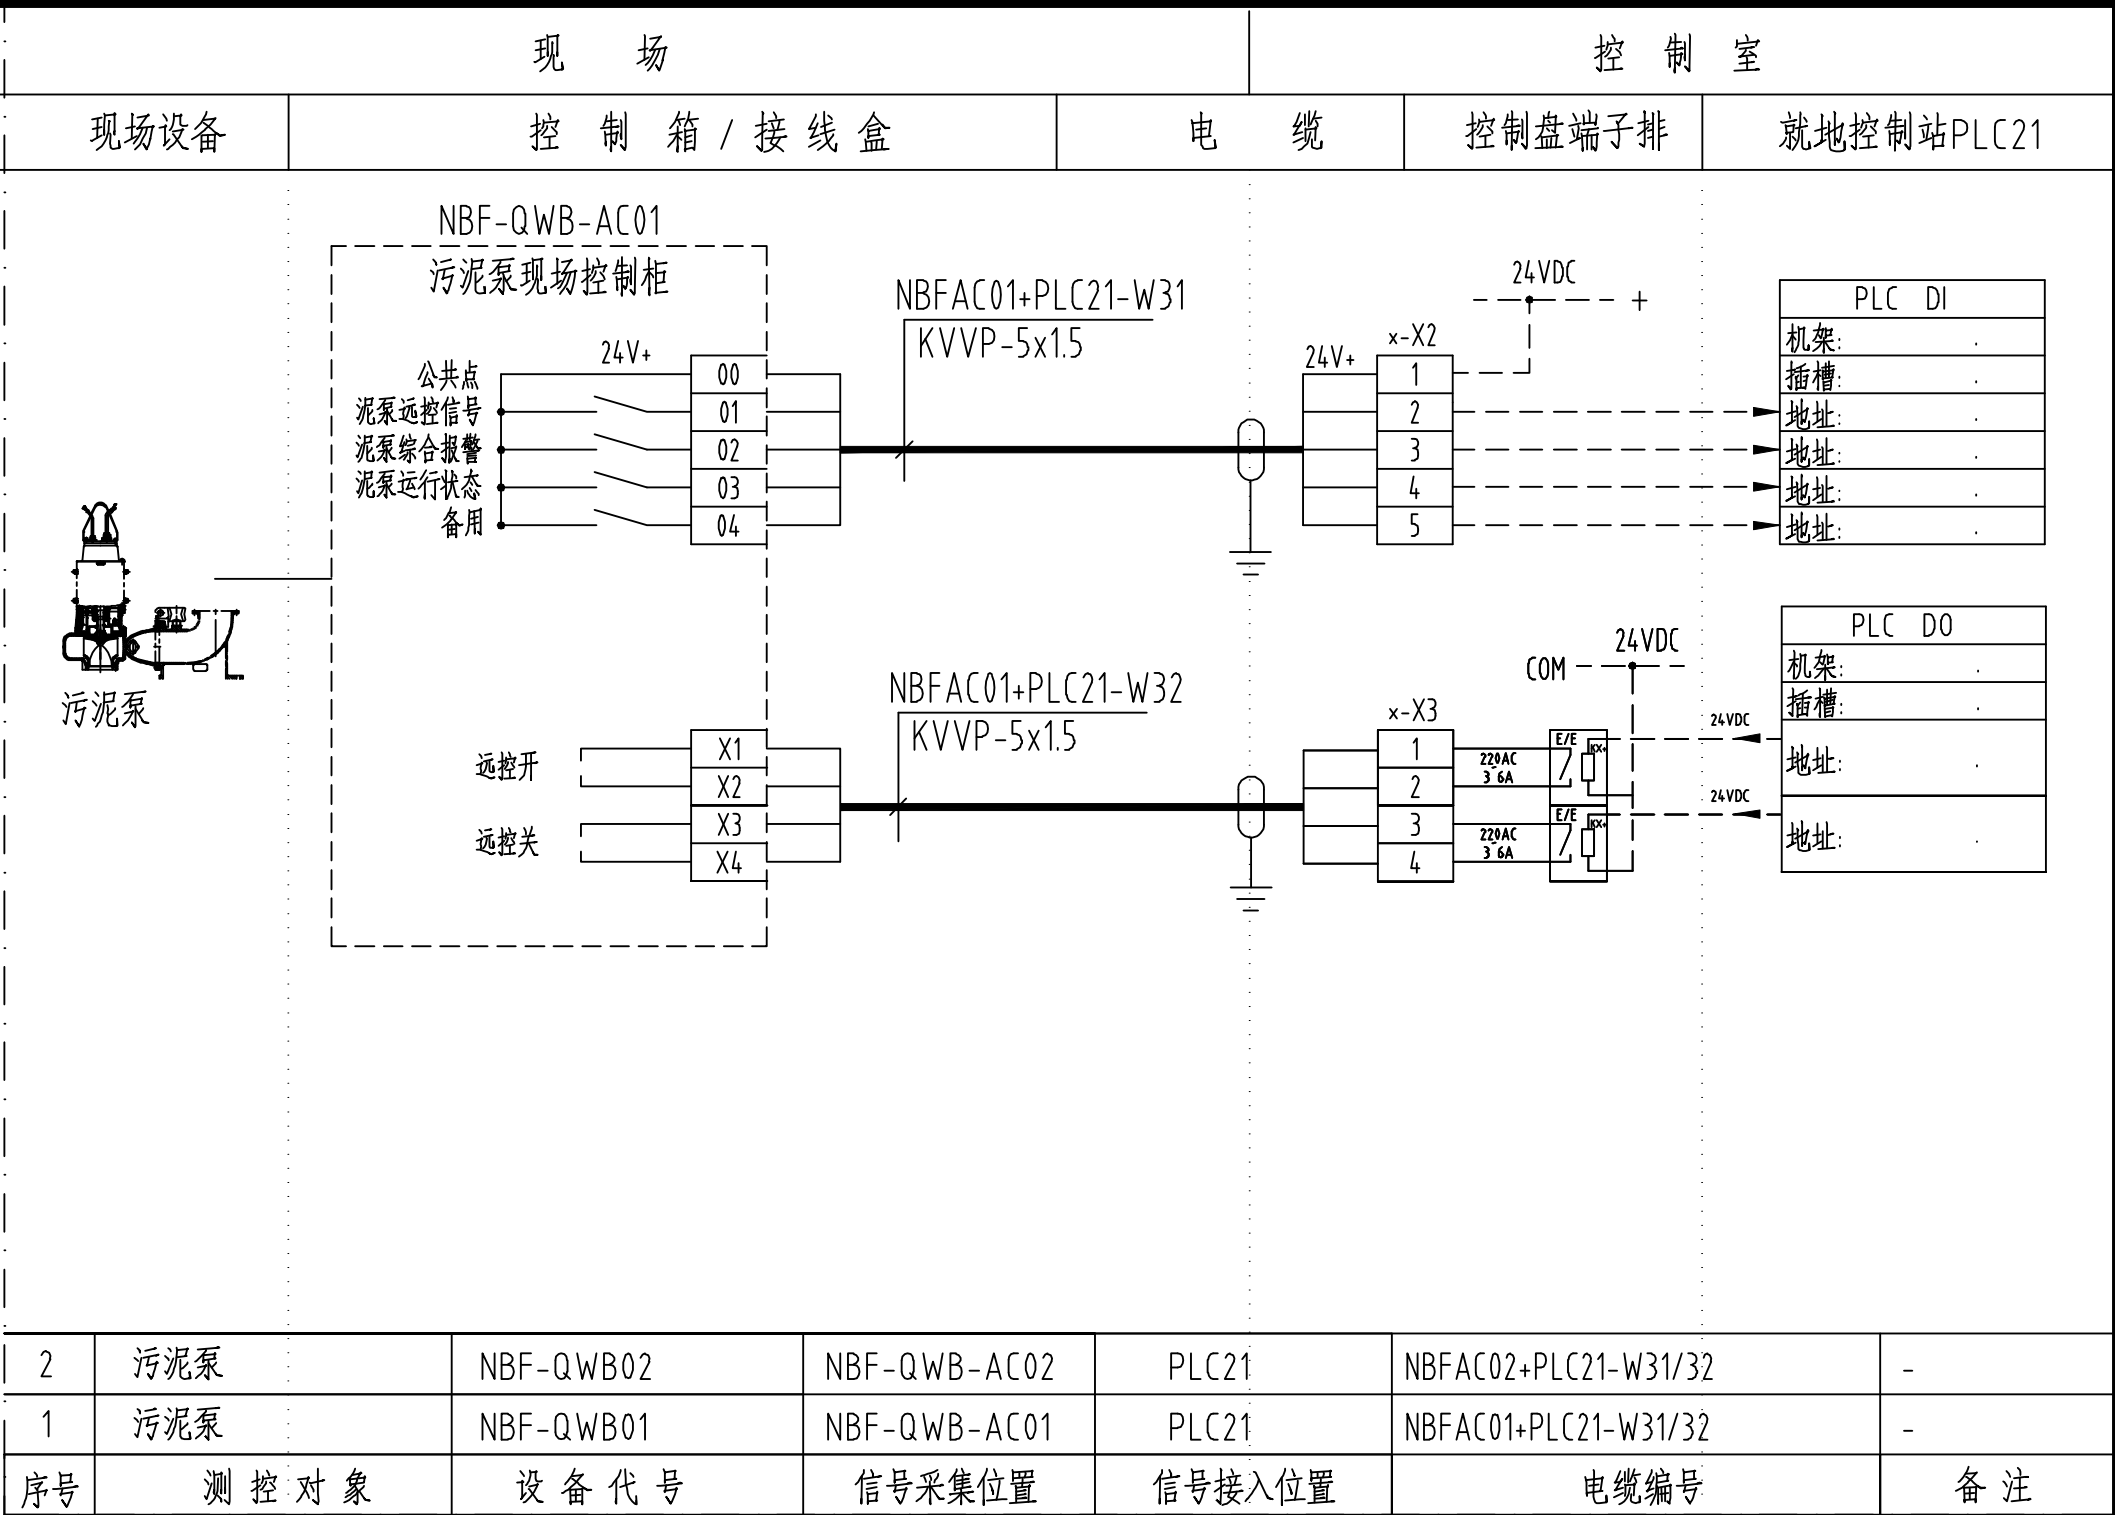 现 场
控 制 室
现场设备
控 制 箱 / 接 线 盒
电 缆
控制盘端子排
就地控制站PLC21
NBF-QWB-AC01
污泥泵现场控制柜
24V+
公共点
泥泵远控信号
泥泵综合报警
泥泵运行状态
备用
00
01
02
03
04
NBFAC01+PLC21-W31
KVVP-5x1.5
24V+
x-X2
1
2
3
4
5
24VDC
+
PLC DI
机架:
插槽:
地址:
地址:
地址:
地址:
污泥泵
远控开
远控关
X1
X2
X3
X4
NBFAC01+PLC21-W32
KVVP-5x1.5
x-X3
1
2
3
4
220AC
3-6A
220AC
3-6A
E/E
KX+
E/E
KX+
24VDC
COM
24VDC
24VDC
PLC DO
机架:
插槽:
地址:
地址:
2 污泥泵 NBF-QWB02 NBF-QWB-AC02 PLC21 NBFAC02+PLC21-W31/32 -
1 污泥泵 NBF-QWB01 NBF-QWB-AC01 PLC21 NBFAC01+PLC21-W31/32 -
序号 测 控 对 象 设 备 代 号 信号采集位置 信号接入位置 电缆编号 备 注